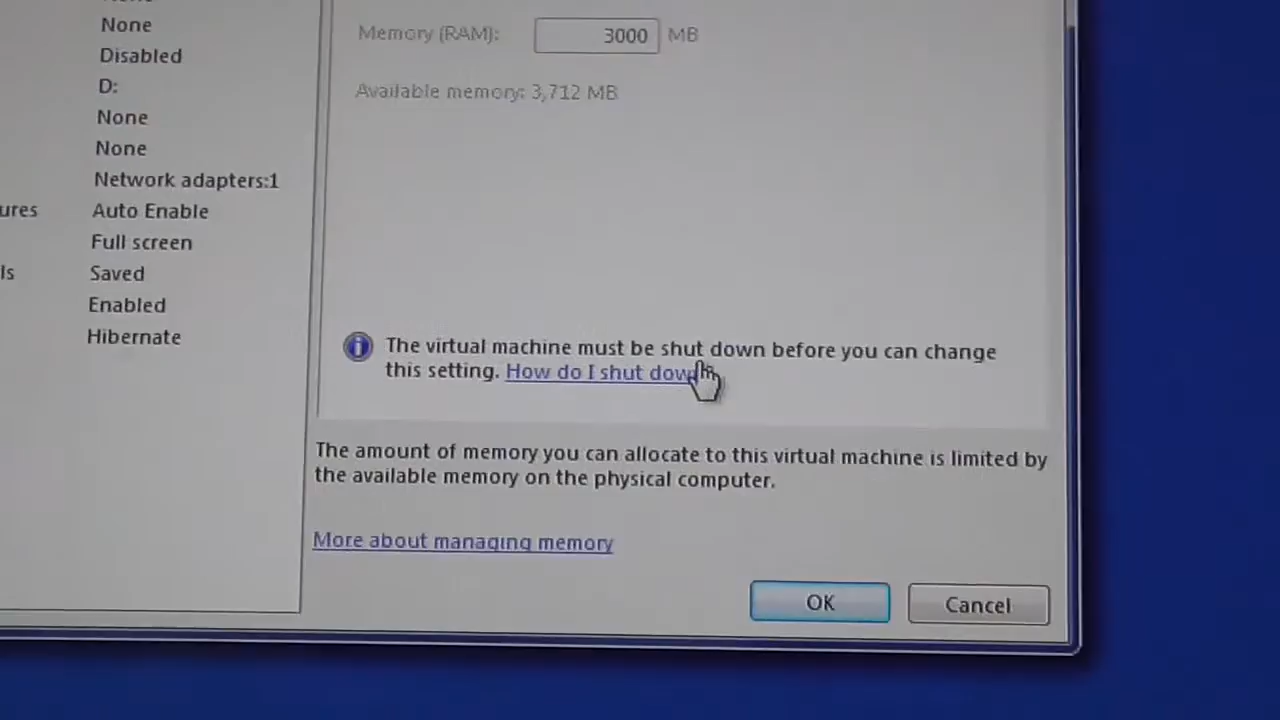 None
Disabled
D:
None
None
Network adapters:1
ures Auto Enable
Full screen
ls Saved
Enabled
Hibernate
Memory (RAM): 3000 MB
Available memory: 3,712 MB
The virtual machine must be shut down before you can change
this setting. How do I shut down
The amount of memory you can allocate to this virtual machine is limited by
the available memory on the physical computer.
More about managing memory
OK Cancel